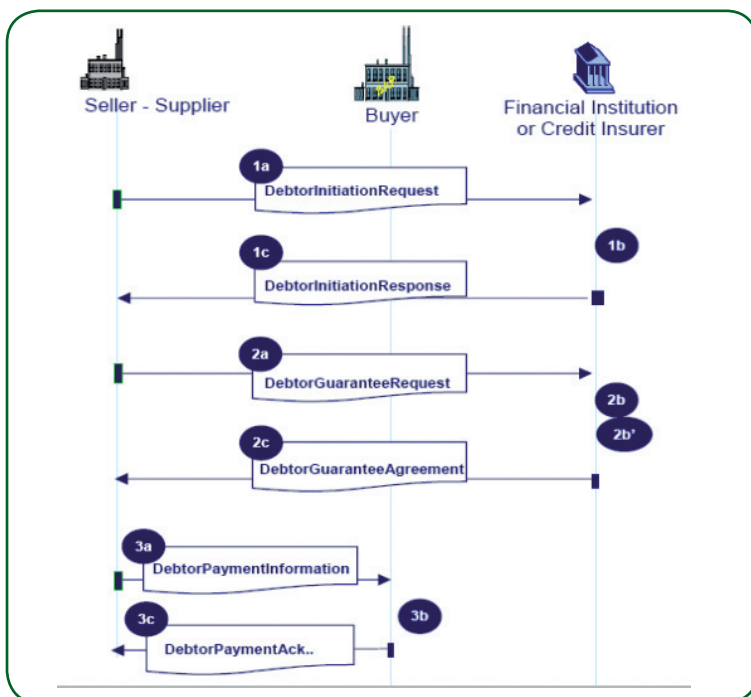 Seller - Supplier
Buyer
Financial Institution
or Credit Insurer
1a
DebtorInitiationRequest
1b
1c
DebtorInitiationResponse
2a
DebtorGuaranteeRequest
2b
2b’
2c
DebtorGuaranteeAgreement
3a
DebtorPaymentInformation
3b
3c
DebtorPaymentAck..